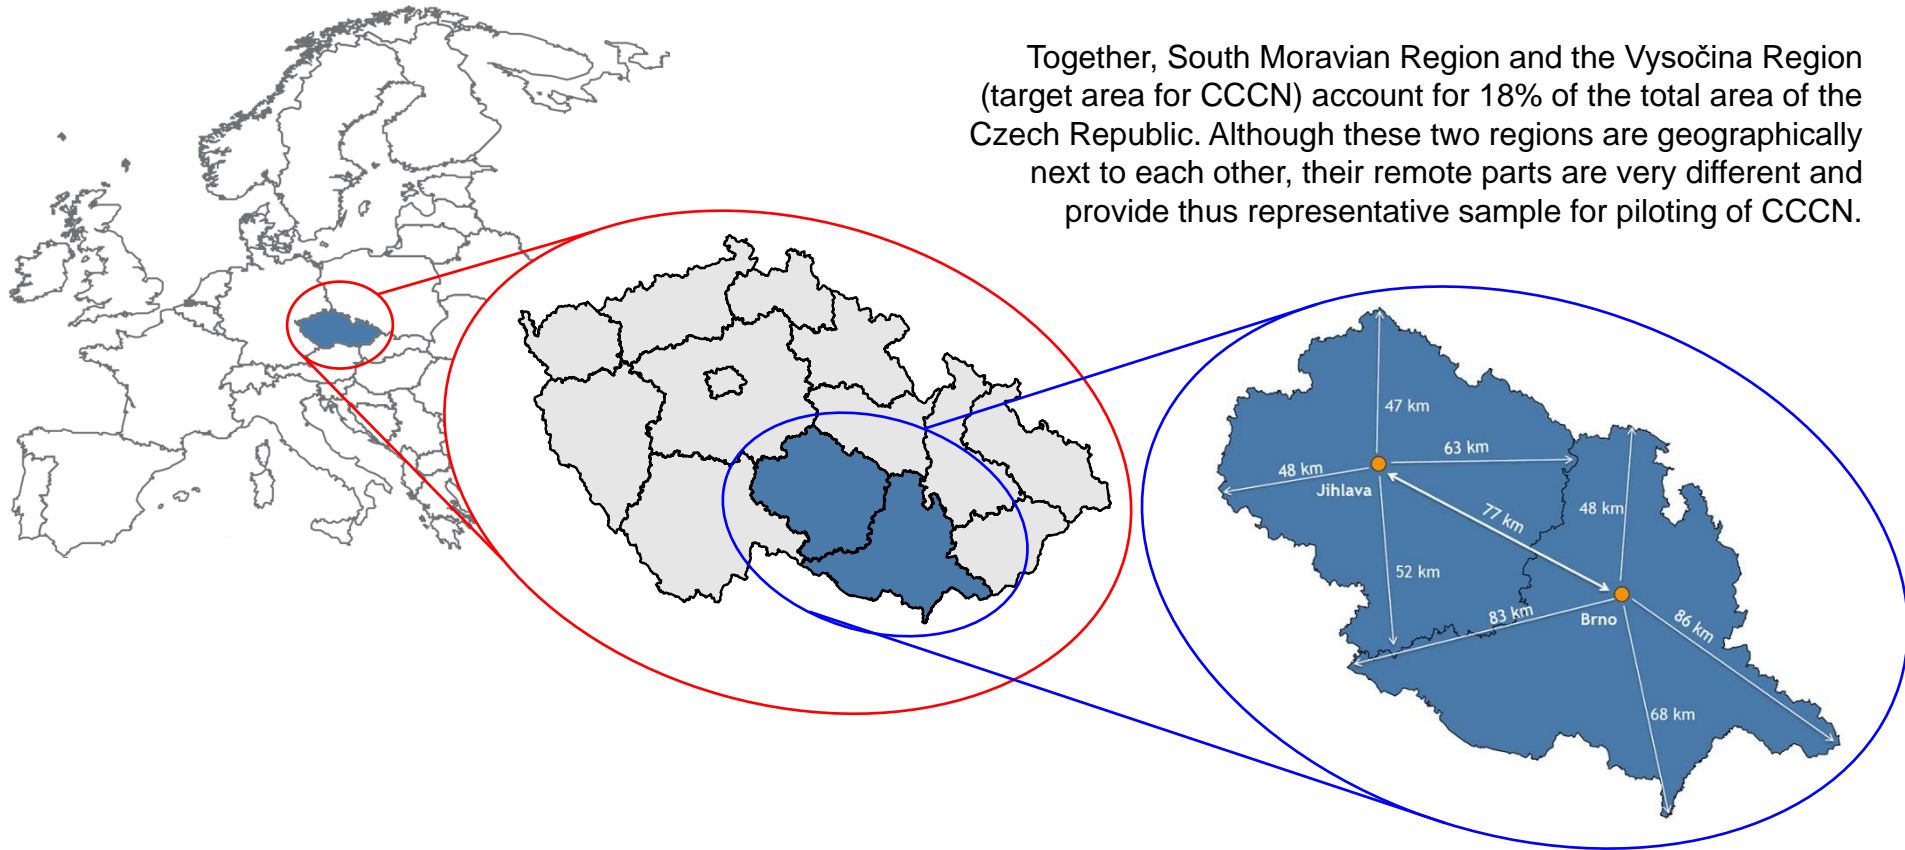 Together, South Moravian Region and the Vysočina Region
(target area for CCCN) account for 18% of the total area of the
Czech Republic. Although these two regions are geographically
next to each other, their remote parts are very different and
provide thus representative sample for piloting of CCCN.
47 km
63 km
48 km
Jihlava
48 km
77 km
52 km
83 km
Brno
86 km
68 km